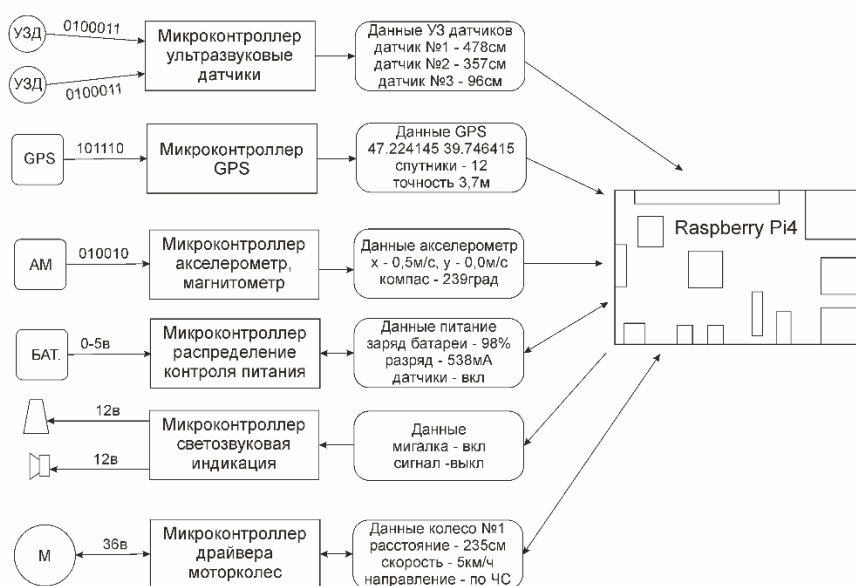 УЗД
0100011
УЗД
0100011
Микроконтроллер
ультразвуковые
датчики
Данные УЗ датчиков
датчик №1 - 478см
датчик №2 - 357см
датчик №3 - 96см
GPS
101110
Микроконтроллер
GPS
Данные GPS
47.224145 39.746415
спутники - 12
точность 3,7м
Raspberry Pi4
АМ
010010
Микроконтроллер
акселерометр,
магнитометр
Данные акселерометр
х - 0,5м/с, у - 0,0м/с
компас - 239град
БАТ.
0-5в
Микроконтроллер
распределение
контроля питания
Данные питание
заряд батареи - 98%
разряд - 538мА
датчики - вкл
12в
12в
Микроконтроллер
светозвуковая
индикация
Данные
мигалка - вкл
сигнал -выкл
М
36в
Микроконтроллер
драйвера
моторколес
Данные колесо №1
расстояние - 235см
скорость - 5км/ч
направление - по ЧС